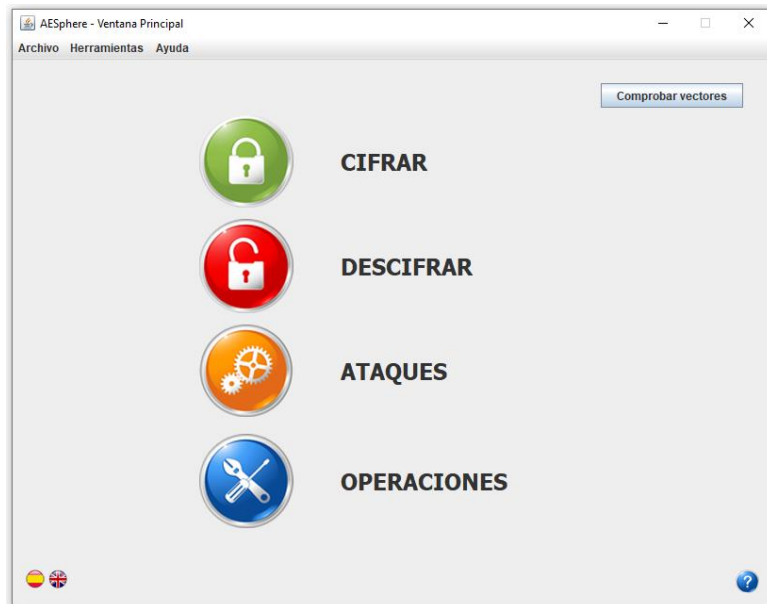 AESphere - Ventana Principal
Archivo Herramientas Ayuda
Comprobar vectores
CIFRAR
DESCIFRAR
ATAQUES
OPERACIONES
?